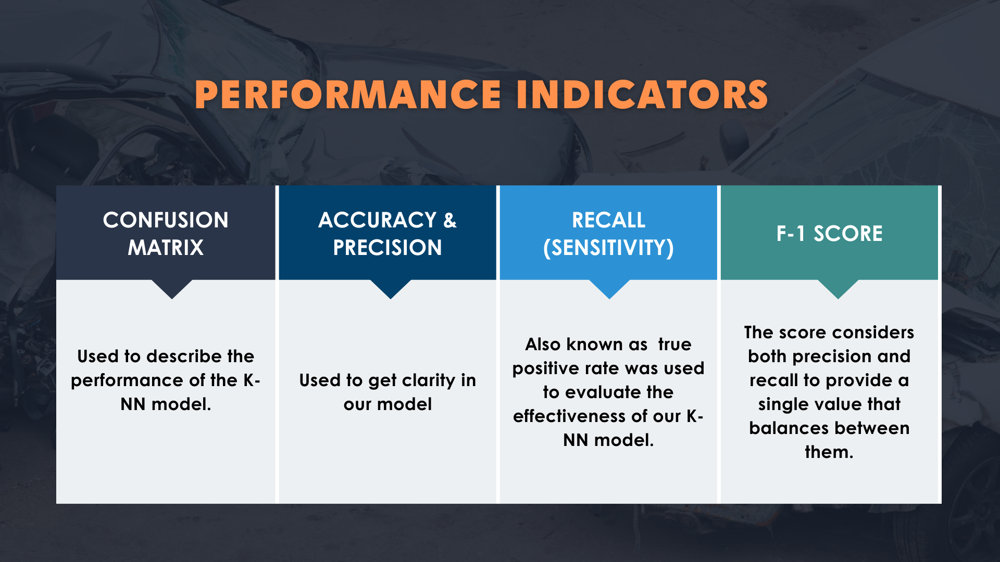 PERFORMANCE INDICATORS
CONFUSION
MATRIX
Used to describe the
performance of the K-
NN model.
ACCURACY &
PRECISION
Used to get clarity in
our model
RECALL
(SENSITIVITY)
Also known as  true
positive rate was used
to evaluate the
effectiveness of our K-
NN model.
F-1 SCORE
The score considers
both precision and
recall to provide a
single value that
balances between
them.